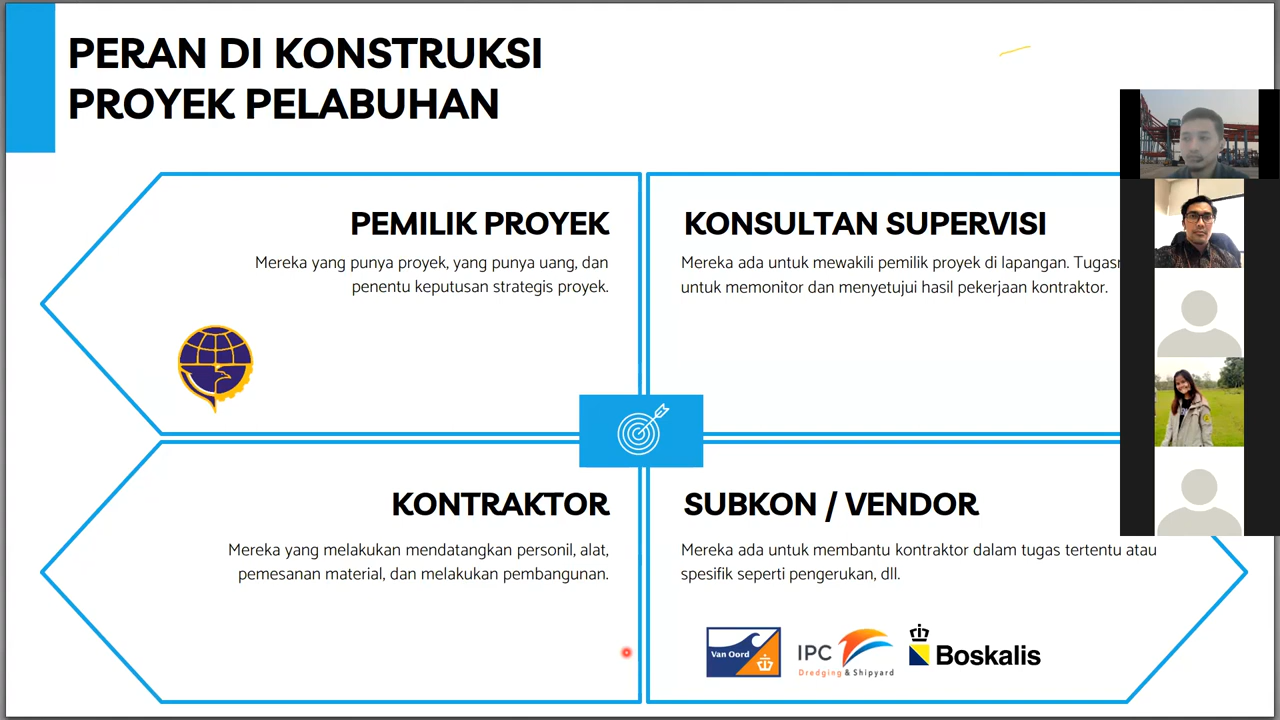 PERAN DI KONSTRUKSI
PROYEK PELABUHAN
PEMILIK PROYEK
Mereka yang punya proyek, yang punya uang, dan
penentu keputusan strategis proyek.
KONSULTAN SUPERVISI
Mereka ada untuk mewakili pemilik proyek di lapangan.
untuk memonitor dan menyetujui hasil pekerjaan kontraktor.
KONTRAKTOR
Mereka yang melakukan mendatangkan personil, alat,
pemesanan material, dan melakukan pembangunan.
SUBKON / VENDOR
Mereka ada untuk membantu kontraktor dalam tugas tertentu atau
spesifik seperti pengerukan, dll.
Van Oord
IPC
Dredging & Shipyard
Boskalis